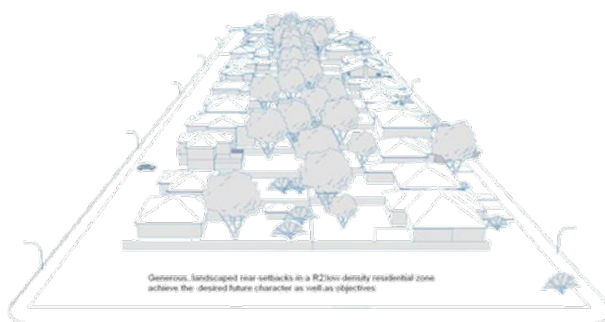 Generous, landscaped rear setbacks in a R2 low density residential zone
achieve the desired future character as well as objectives